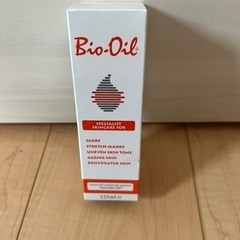 Bio-Oil®
SPECIALIST
SKINCARE FOR
SCARS
STRETCH MARKS
UNEVEN SKIN TONE
AGEING SKIN
DEHYDRATED SKIN
125ml e